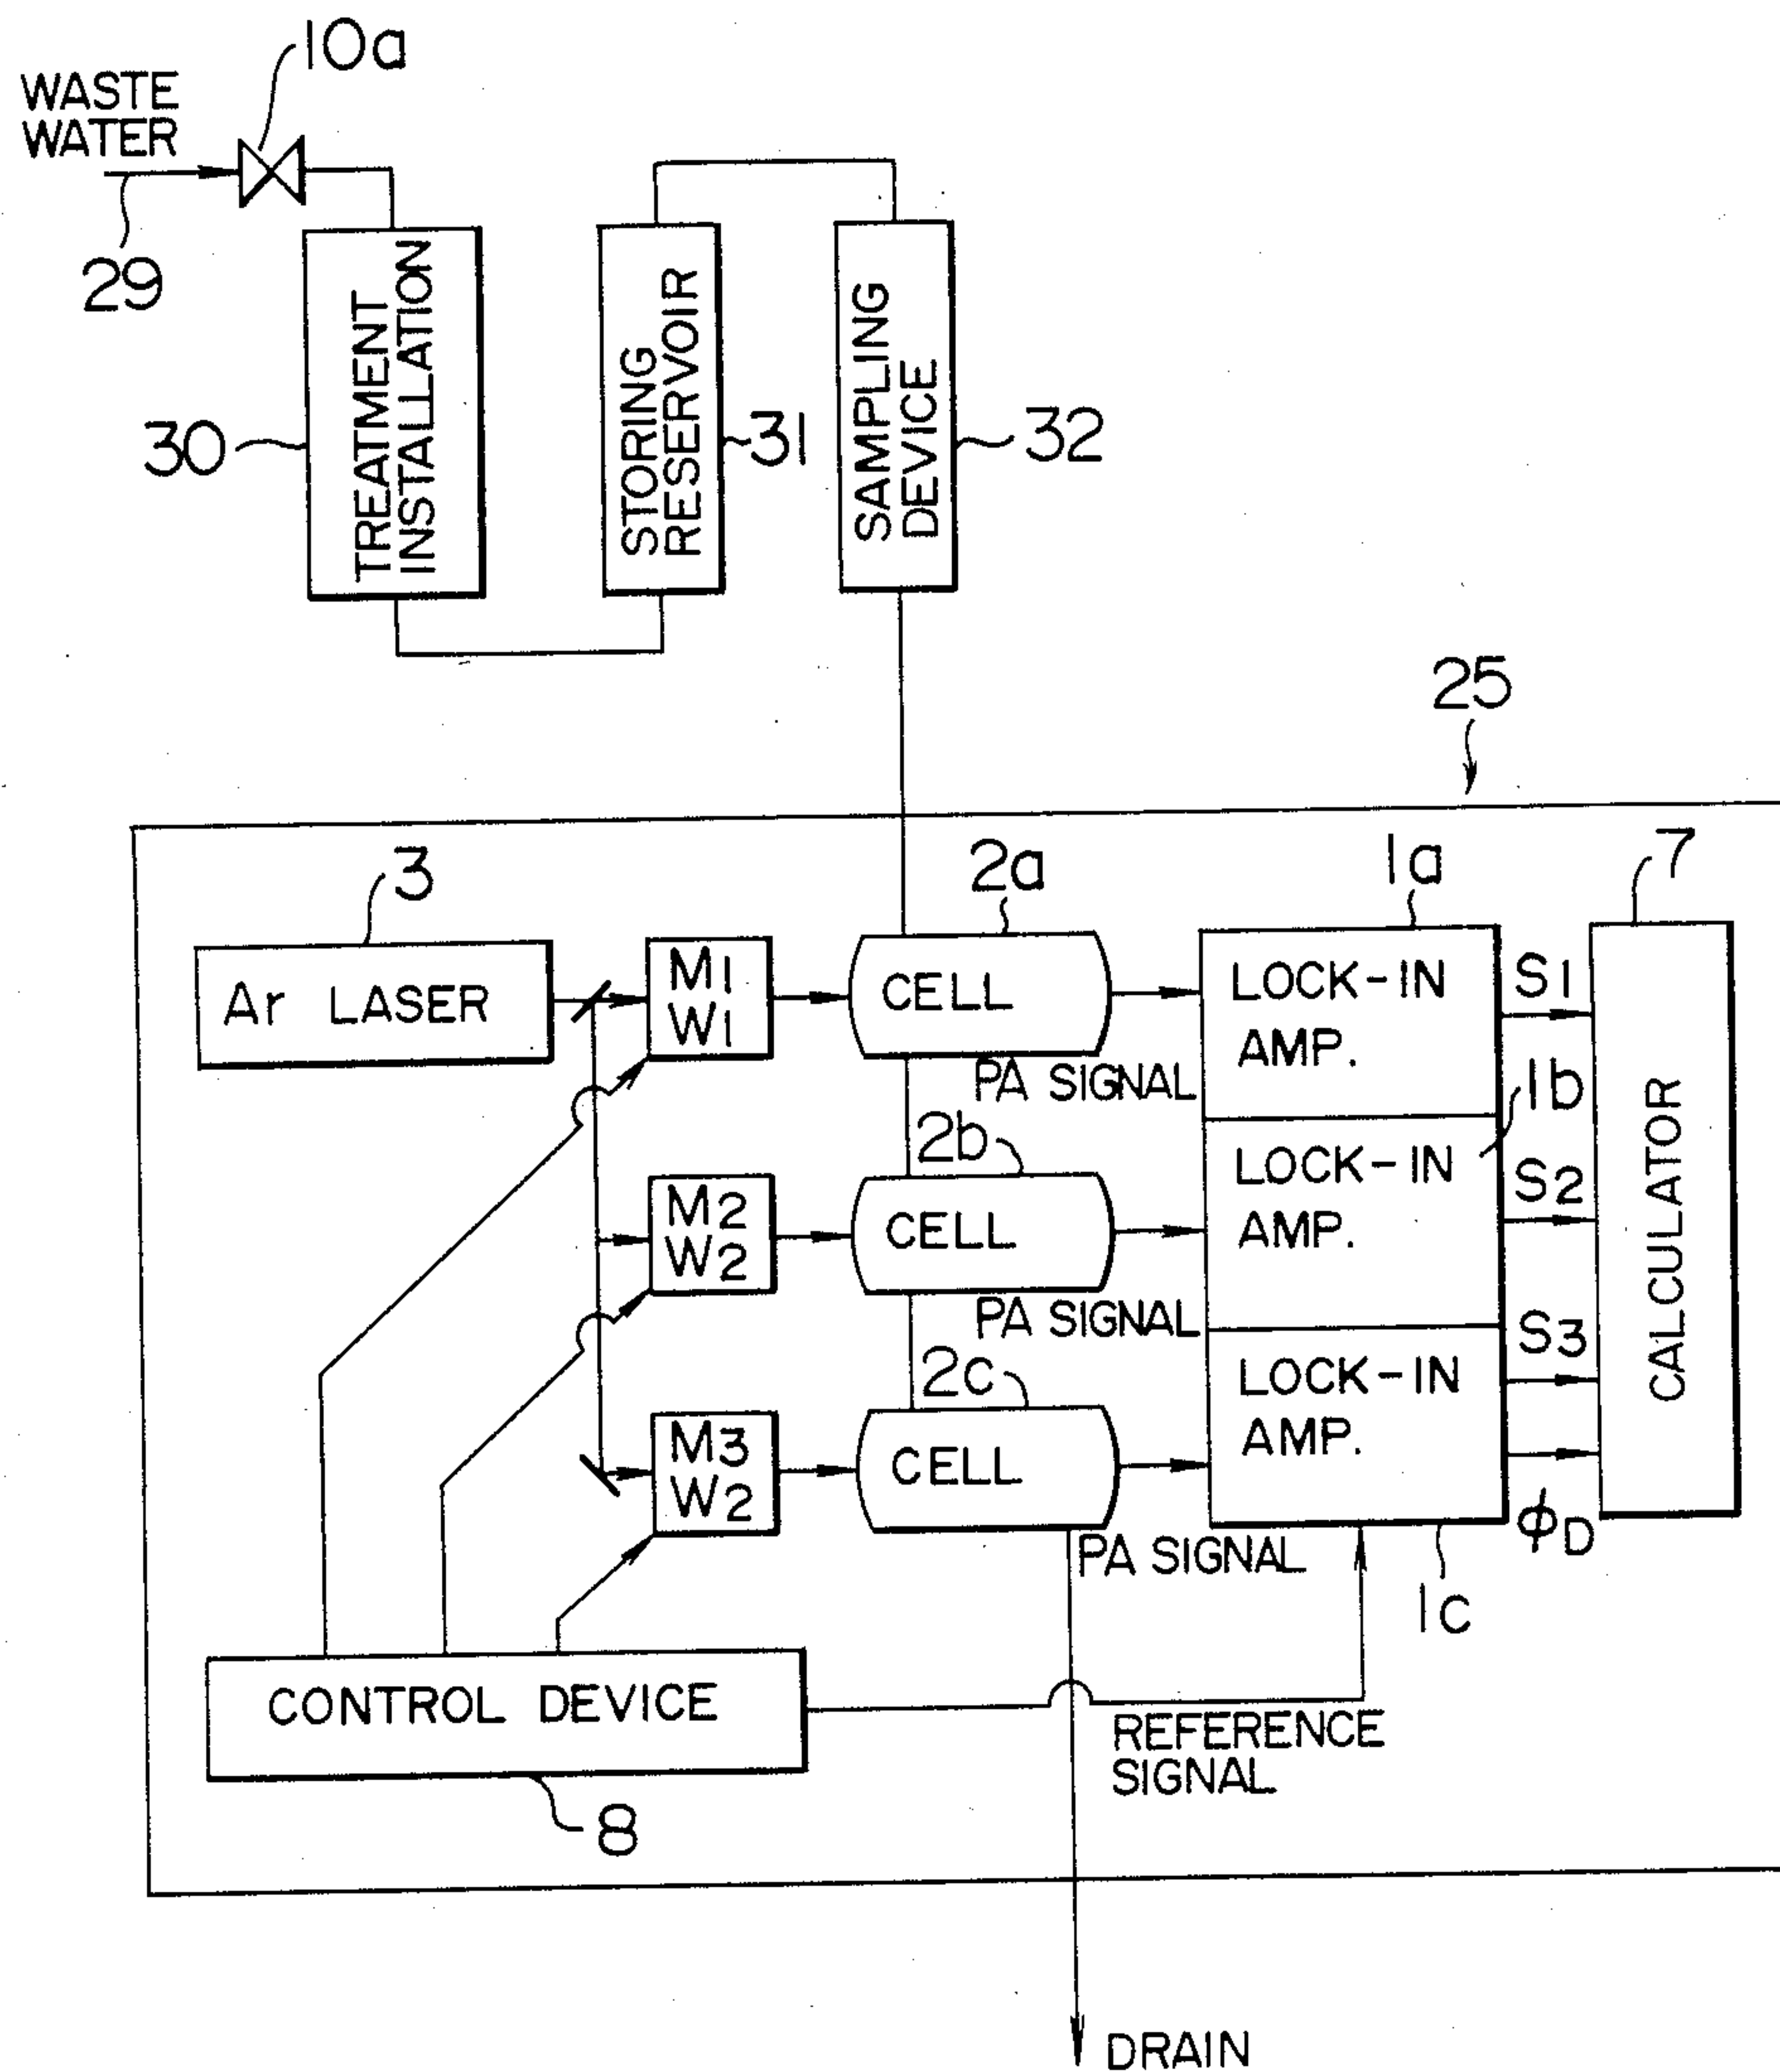 10a
WASTE
WATER
29
TREATMENT
INSTALLATION
30
STORING
RESERVOIR
31
SAMPLING
DEVICE
32
25
3
2a
1a
7
Ar LASER
M1
W1
CELL
LOCK-IN
AMP.
S1
PA SIGNAL
1b
2b
M2
W2
CELL
LOCK-IN
AMP.
S2
CALCULATOR
PA SIGNAL
2c
S3
M3
W2
CELL
LOCK-IN
AMP.
ϕD
PA SIGNAL
1c
CONTROL DEVICE
REFERENCE
SIGNAL
8
DRAIN